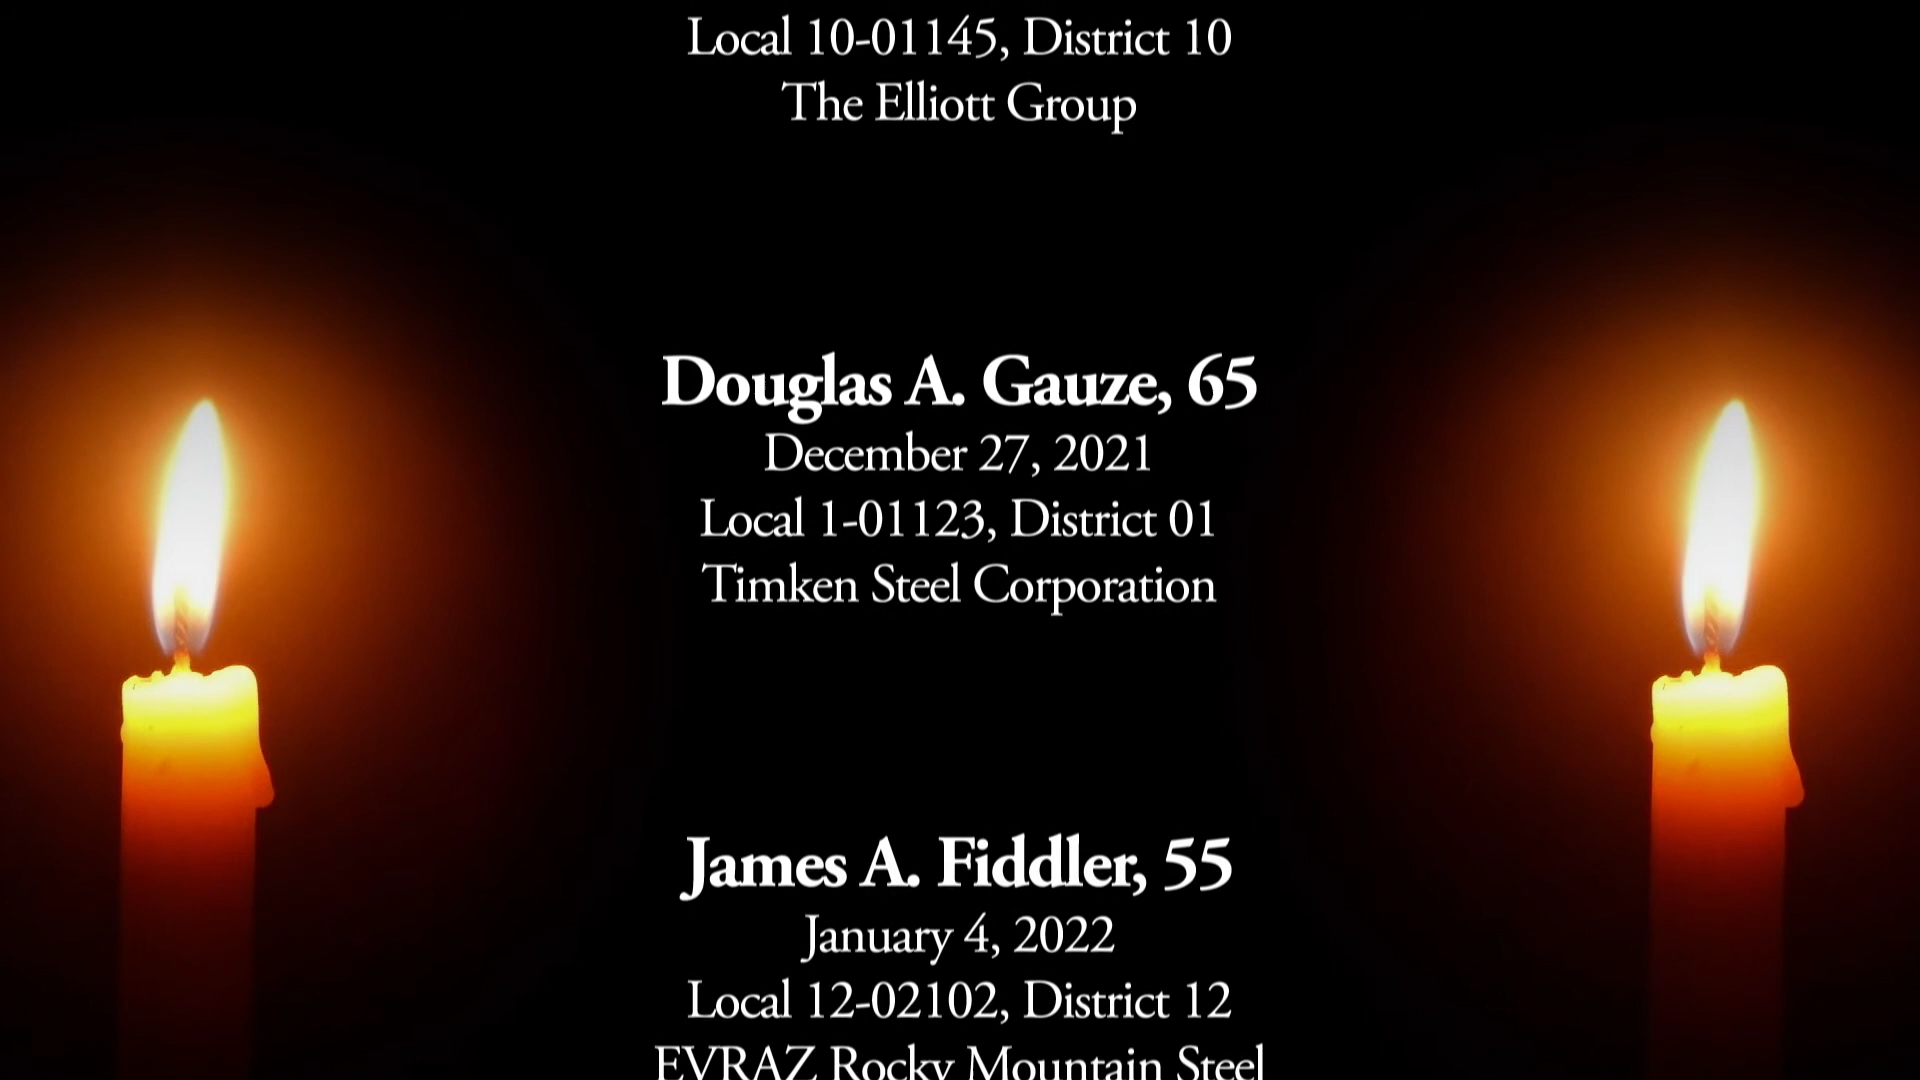 Local 10-01145, District 10
The Elliott Group
Douglas A. Gauze, 65
December 27, 2021
Local 1-01123, District 01
Timken Steel Corporation
James A. Fiddler, 55
January 4, 2022
Local 12-02102, District 12
EVRAZ Rocky Mountain Steel